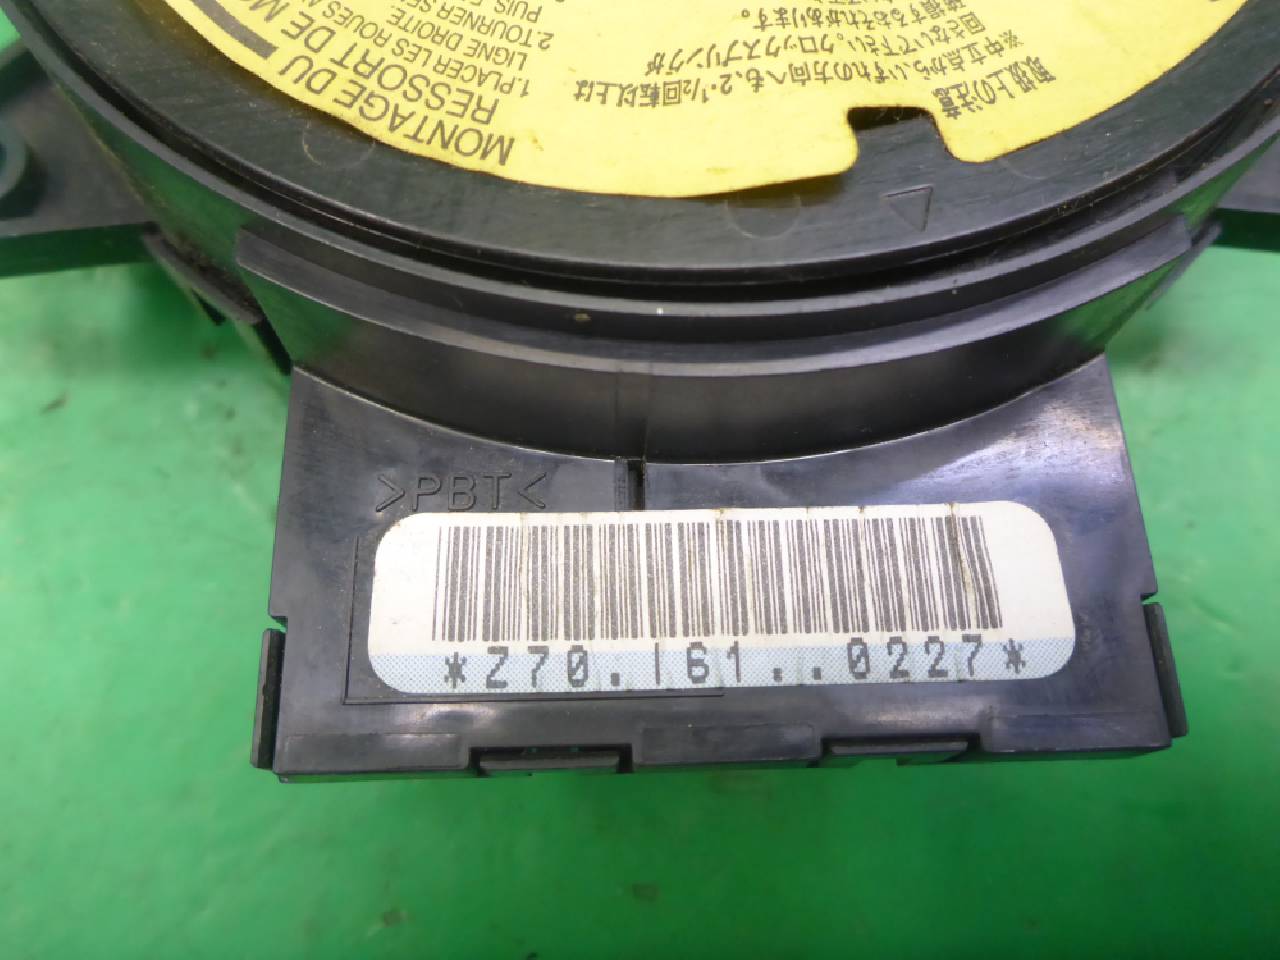 MONTAGE DU
RESSORT DE MO
1.PLACER LES ROUES A
LIGNE DROITE
2.TOURNER SE
PUIS.
取扱上の注意
※中立点から、いずれの方向へも、2・1/2回転以上は
回さないで下さい。クロックスプリングが
破損するおそれがあります。
>PBT<
*Z70.161..0227*